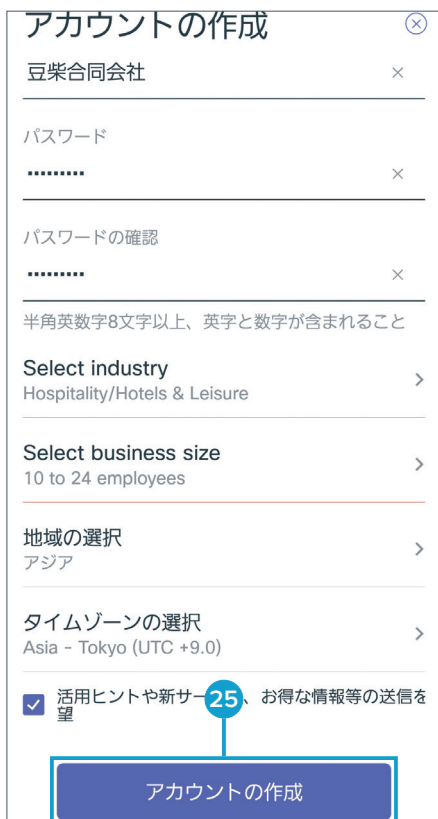 アカウントの作成
豆柴合同会社
パスワード
•••••••••
パスワードの確認
•••••••••
半角英数字8文字以上、英字と数字が含まれること
Select industry
Hospitality/Hotels & Leisure
Select business size
10 to 24 employees
地域の選択
アジア
タイムゾーンの選択
Asia - Tokyo (UTC +9.0)
活用ヒントや新サー 25 、お得な情報等の送信を
望
アカウントの作成